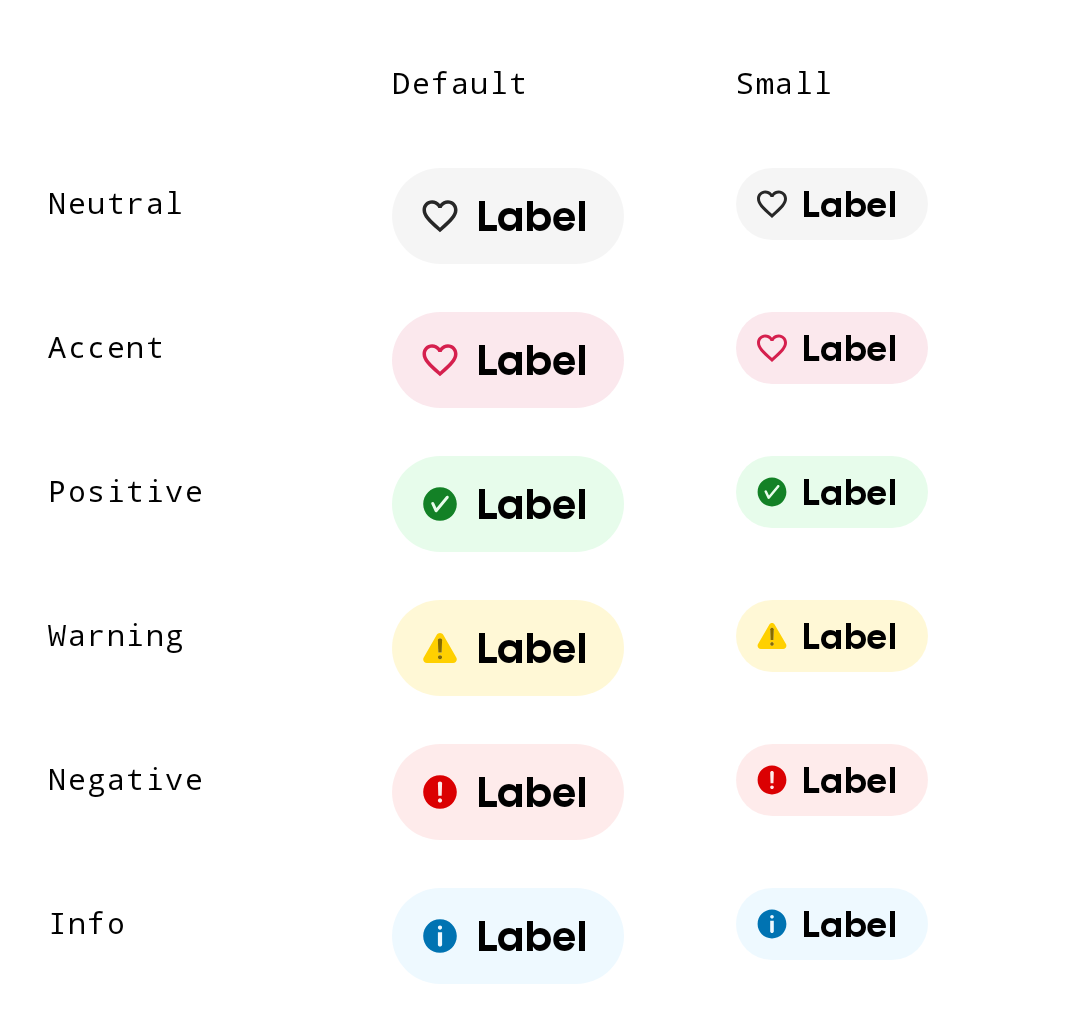 Default Small
Neutral Label Label
Accent Label Label
Positive Label Label
Warning Label Label
Negative Label Label
Info Label Label